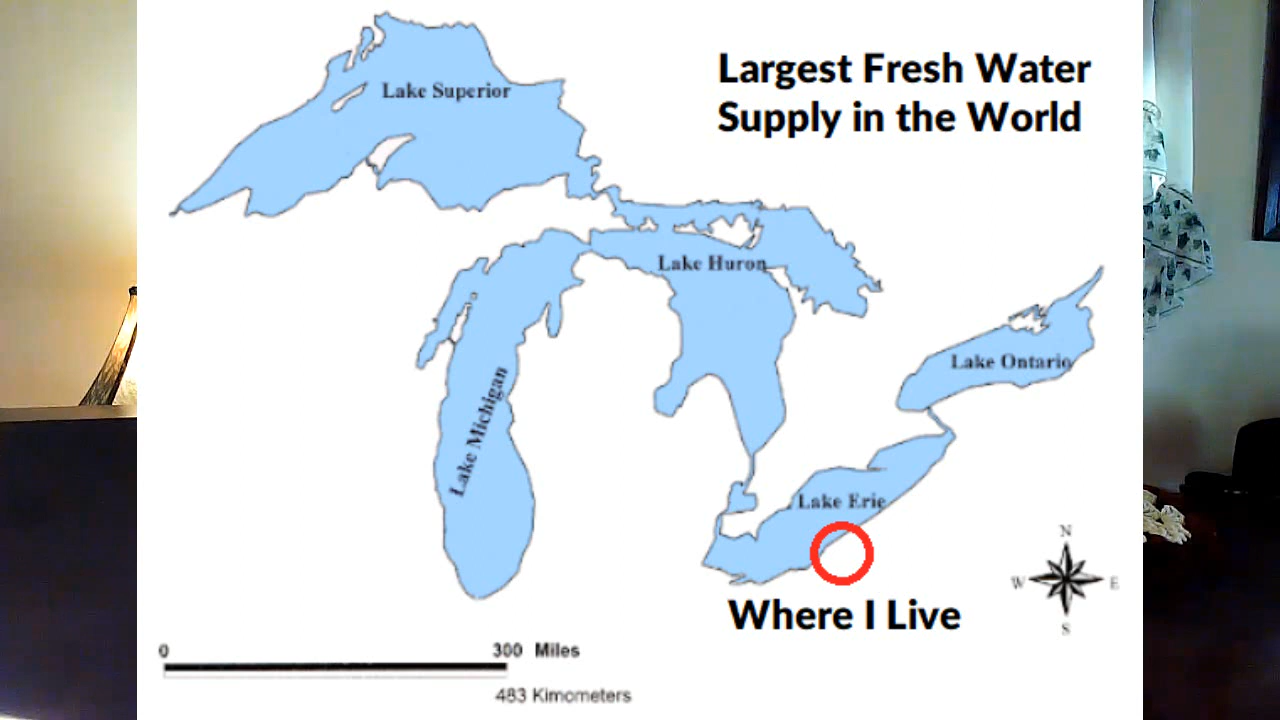 Largest Fresh Water
Supply in the World
Lake Superior
Lake Huron
Lake Ontario
Lake Michigan
Lake Erie
N
W
E
S
Where I Live
0
300 Miles
483 Kimometers